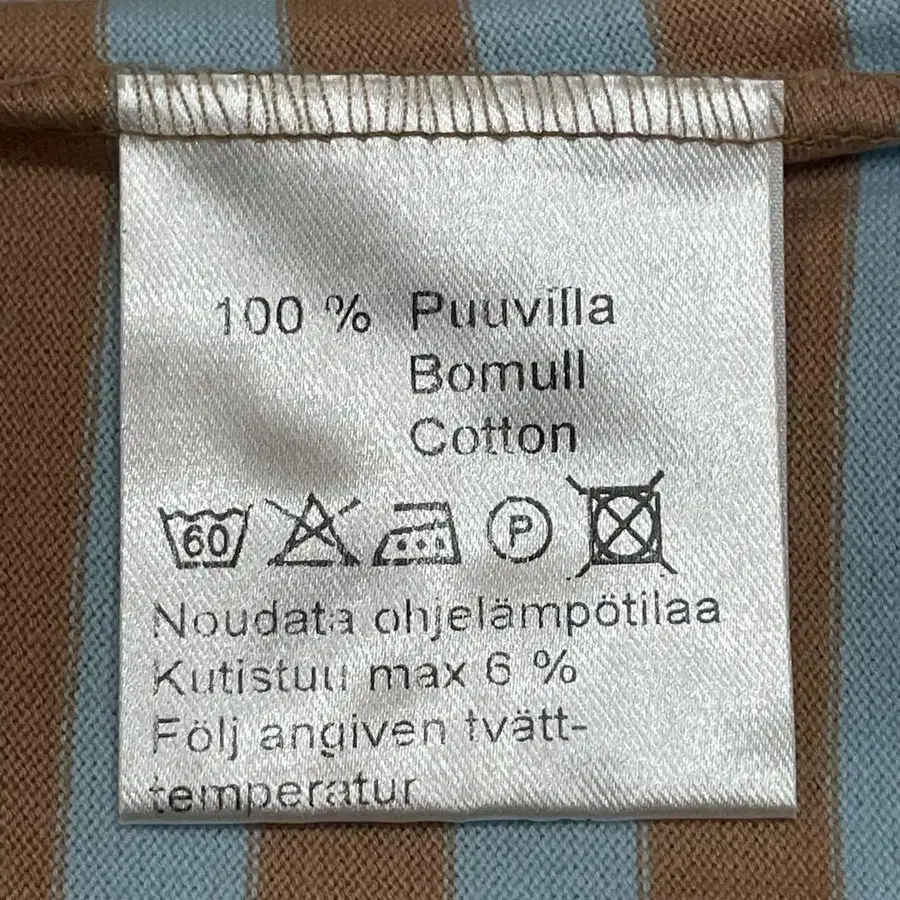 100 % Puuvilla
Bomull
Cotton
60 P
Noudata ohjelämpötilaa
Kutistuu max 6 %
Följ angiven tvätt-
temperatur